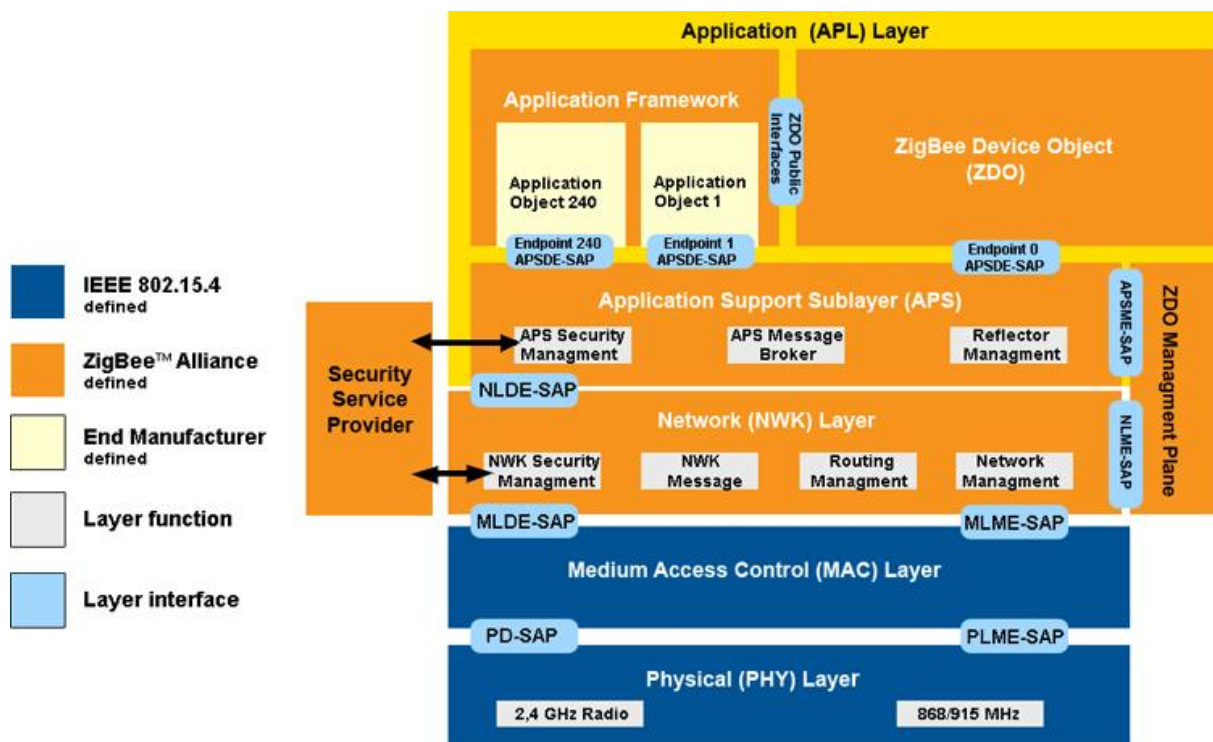 Application (APL) Layer
Application Framework
ZDO Public
Interfaces
ZigBee Device Object
(ZDO)
Application
Object 240
Application
Object 1
Endpoint 240
APSDE-SAP
Endpoint 1
APSDE-SAP
Endpoint 0
APSDE-SAP
Application Support Sublayer (APS)
APS Security
Managment
APS Message
Broker
Reflector
Managment
APSME-SAP
ZDO Managment Plane
NLDE-SAP
Network (NWK) Layer
NWK Security
Managment
NWK
Message
Routing
Managment
Network
Managment
NLME-SAP
Security
Service
Provider
MLDE-SAP
MLME-SAP
Medium Access Control (MAC) Layer
PD-SAP
PLME-SAP
Physical (PHY) Layer
2,4 GHz Radio
868/915 MHz
IEEE 802.15.4
defined
ZigBee™ Alliance
defined
End Manufacturer
defined
Layer function
Layer interface